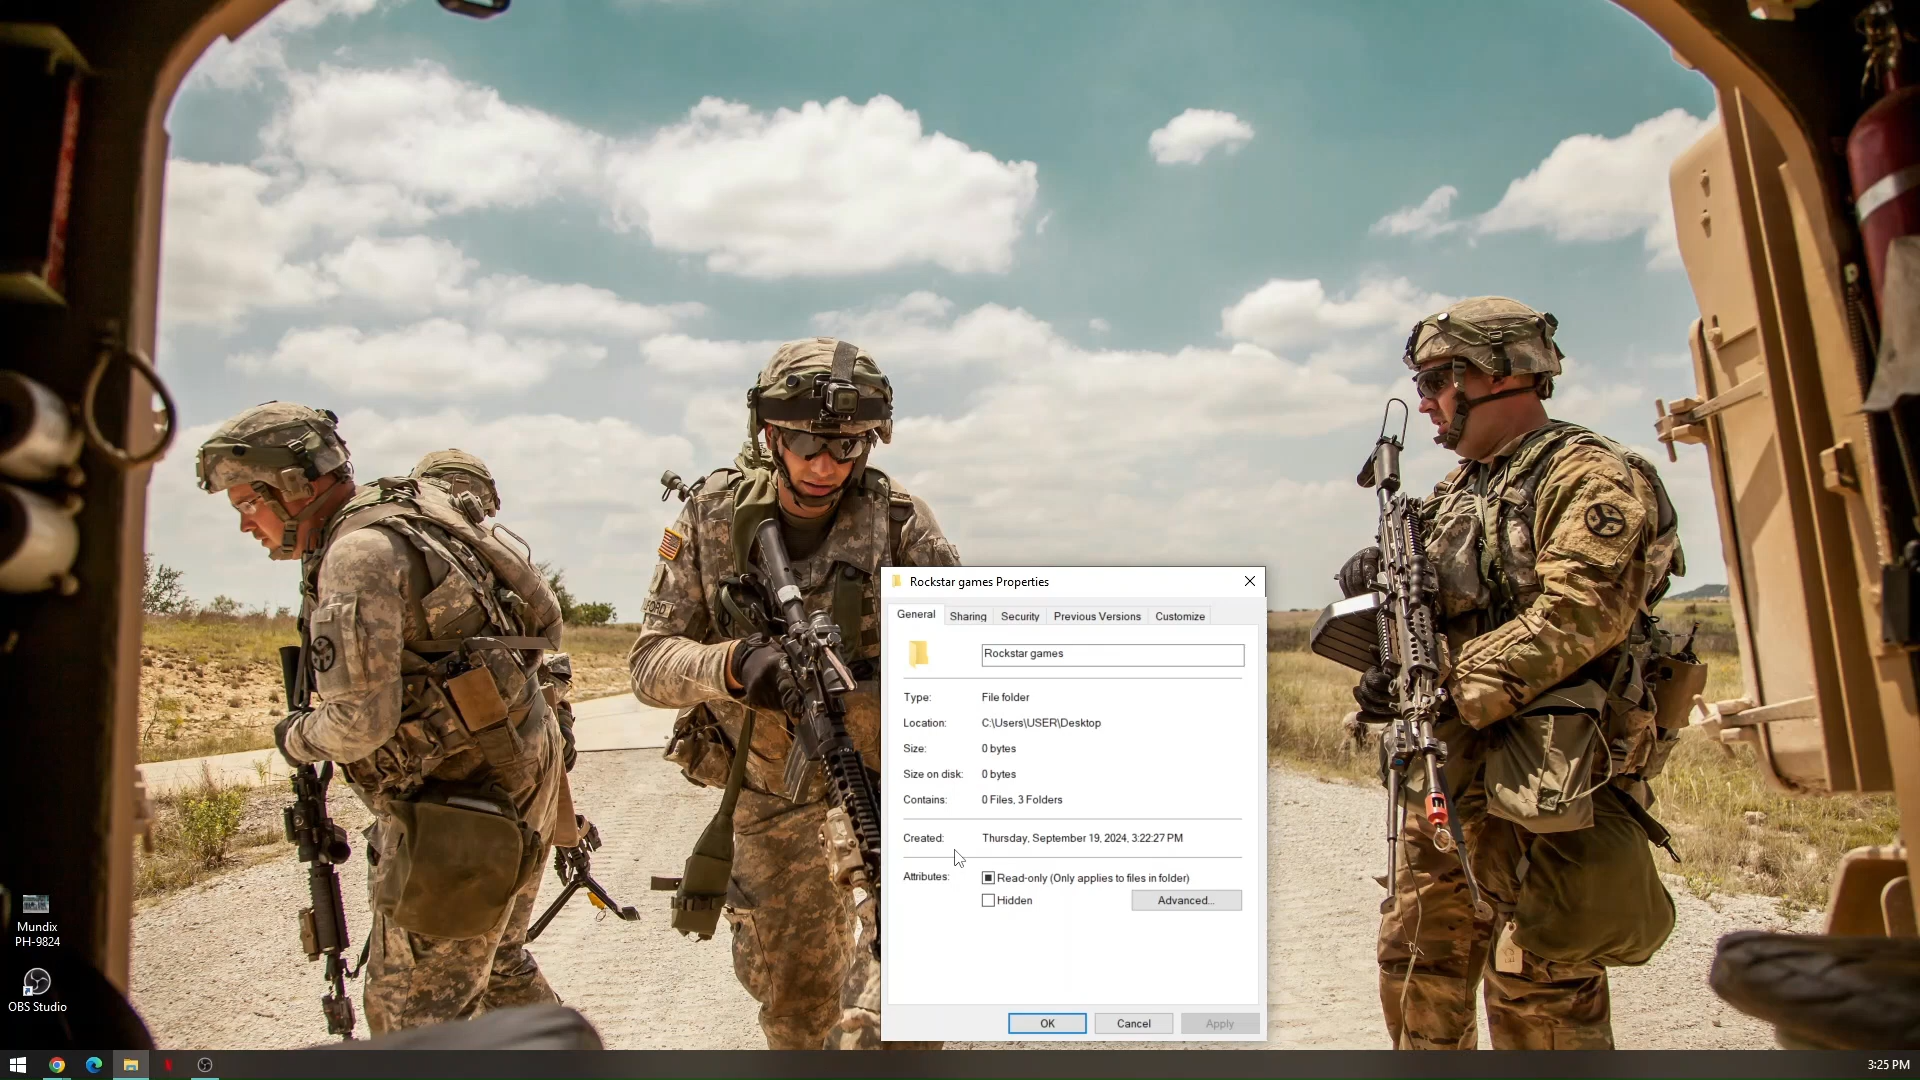 FORD
Rockstar games Properties
General Sharing Security Previous Versions Customize
Rockstar games
Type: File folder
Location: C:\Users\USER\Desktop
Size: 0 bytes
Size on disk: 0 bytes
Contains: 0 Files, 3 Folders
Created: Thursday, September 19, 2024, 3:22:27 PM
Attributes: Read-only (Only applies to files in folder)
Hidden Advanced...
OK Cancel Apply
Mundix
PH-9824
OBS Studio
3:25 PM